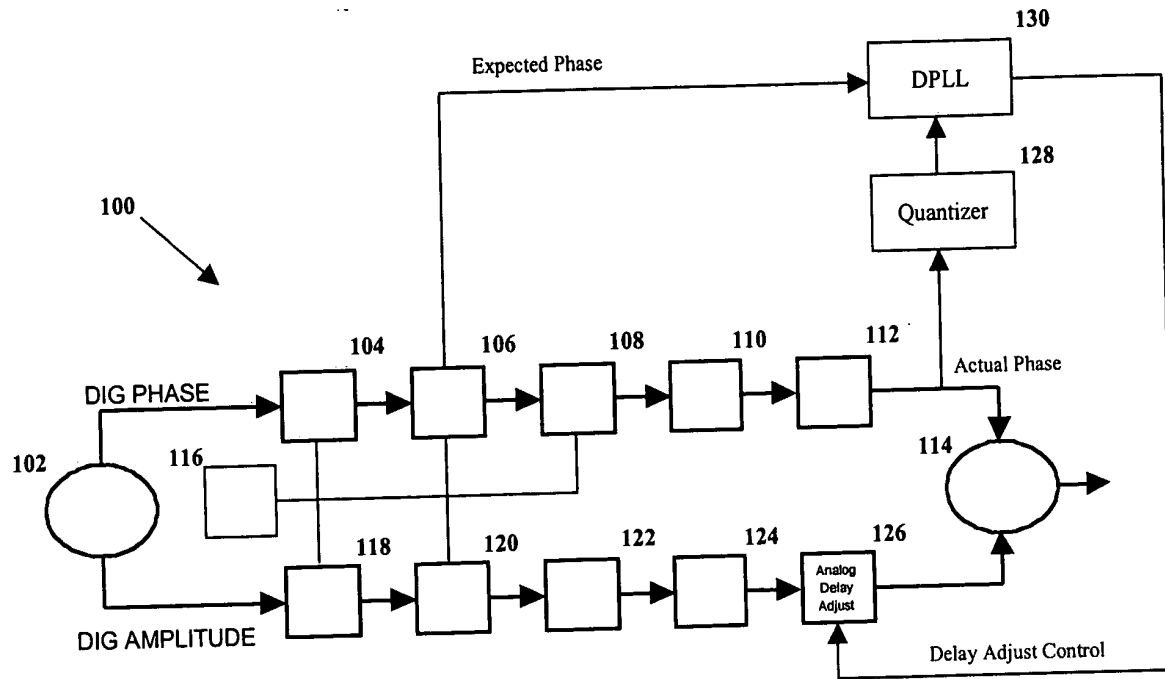 130
Expected Phase
DPLL
128
100
Quantizer
104
106
108
110
112
Actual Phase
DIG PHASE
102
116
114
118
120
122
124
126
Analog
Delay
Adjust
DIG AMPLITUDE
Delay Adjust Control